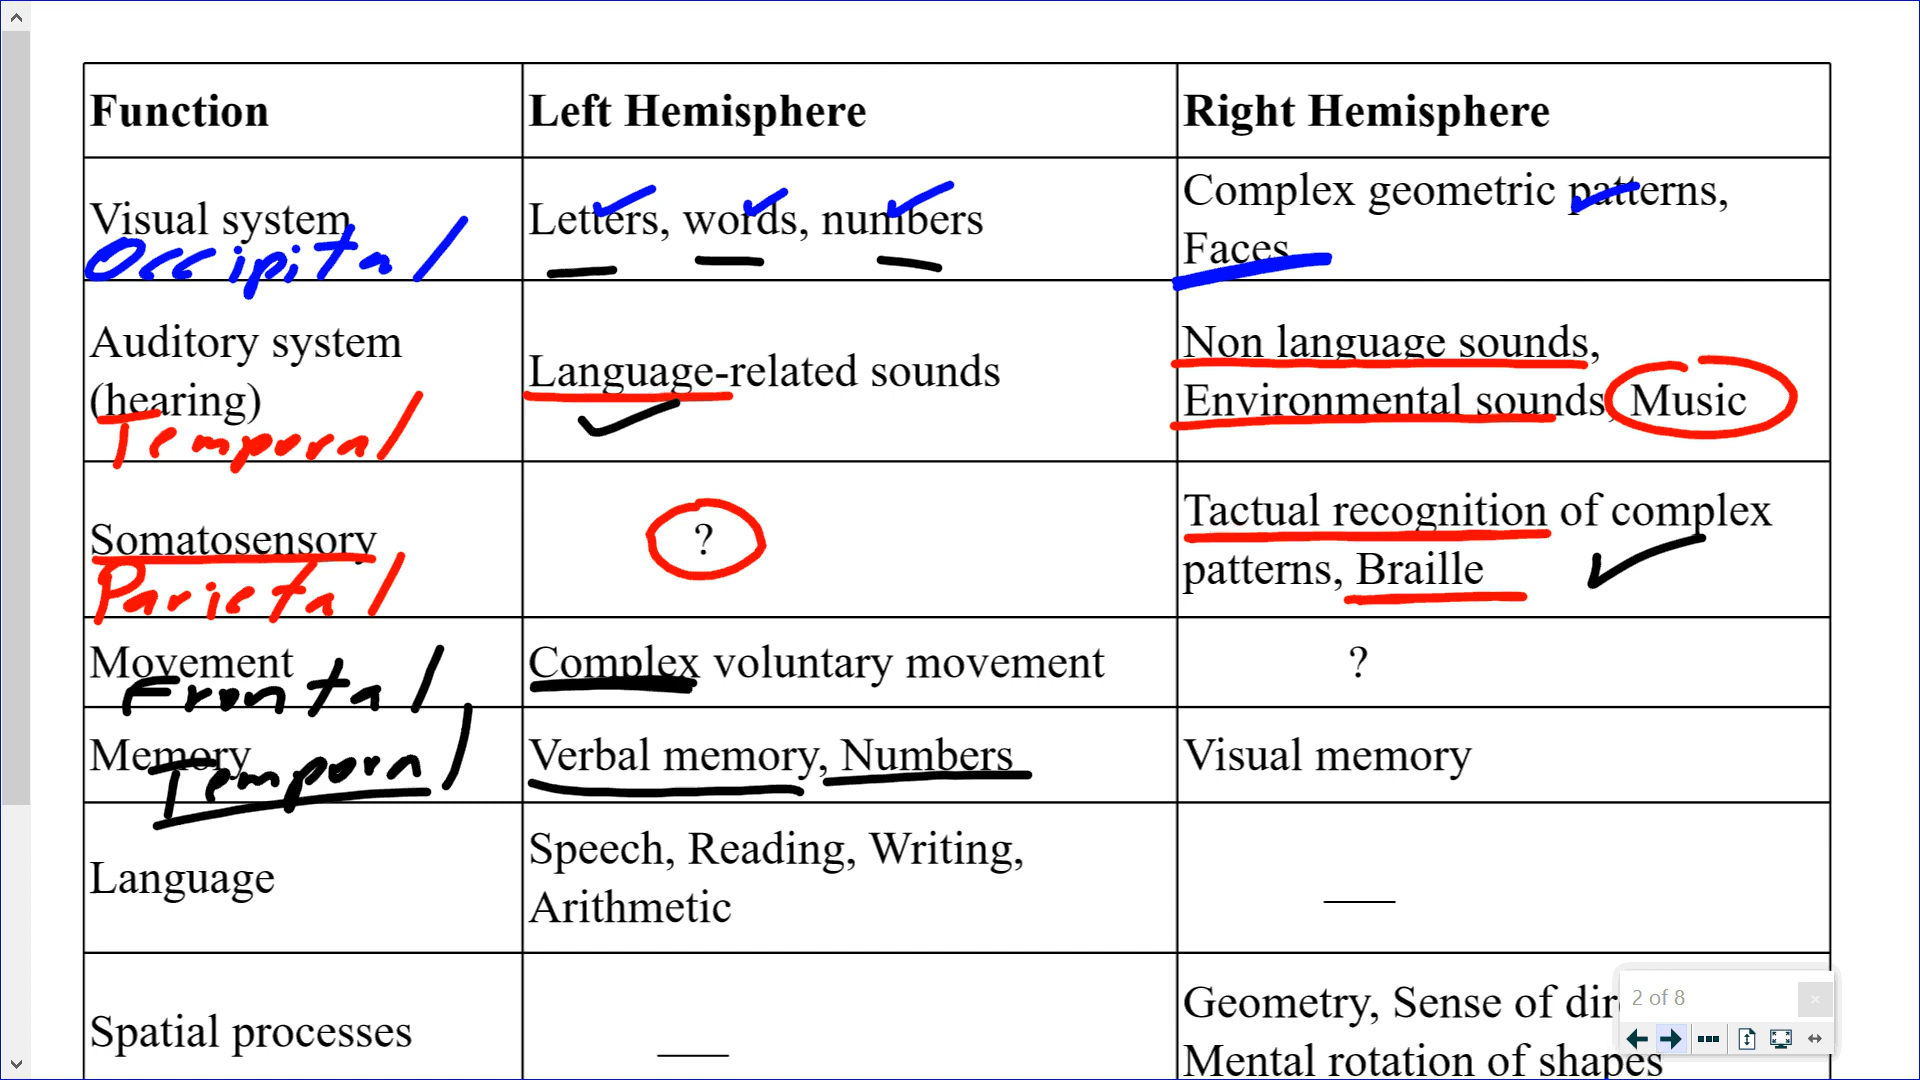 Function Left Hemisphere Right Hemisphere
Visual system
Occipital
Letters, words, numbers
Complex geometric patterns,
Faces
Auditory system
(hearing)
Temporal
Language-related sounds
Non language sounds,
Environmental sounds, Music
Somatosensory
Parietal
?
Tactual recognition of complex
patterns, Braille
Movement
Frontal
Complex voluntary movement
?
Memory
Temporal
Verbal memory, Numbers
Visual memory
Language
Speech, Reading, Writing,
Arithmetic
Spatial processes
Geometry, Sense of
Mental rotation of shapes
2 of 8